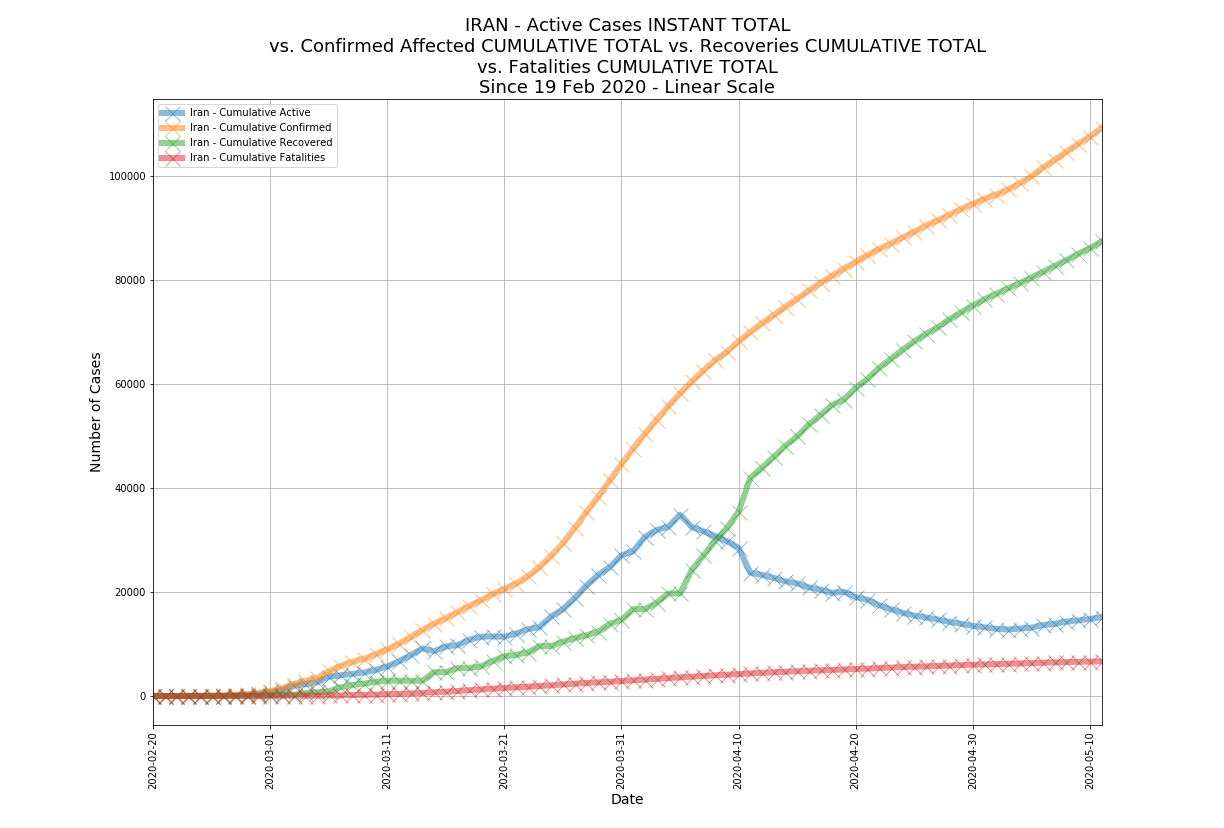 IRAN - Active Cases INSTANT TOTAL
vs. Confirmed Affected CUMULATIVE TOTAL vs. Recoveries CUMULATIVE TOTAL
vs. Fatalities CUMULATIVE TOTAL
Since 19 Feb 2020 - Linear Scale
Iran - Cumulative Active
Iran - Cumulative Confirmed
Iran - Cumulative Recovered
Iran - Cumulative Fatalities
Number of Cases
100000
80000
60000
40000
20000
0
2020-02-20
2020-03-01
2020-03-11
2020-03-21
2020-03-31
2020-04-10
2020-04-20
2020-04-30
2020-05-10
Date